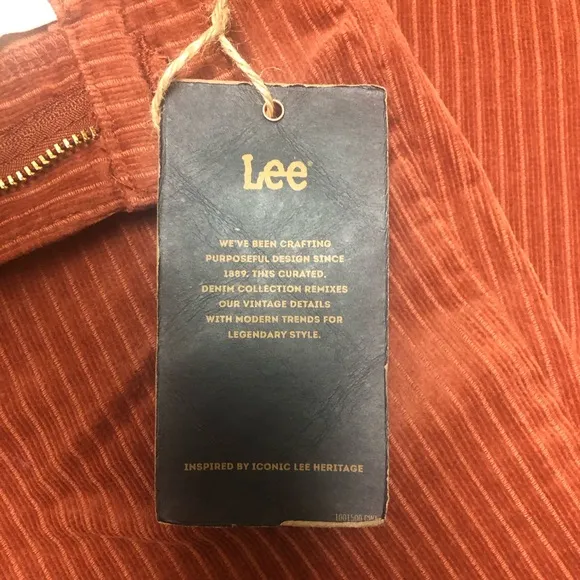 Lee®
WE'VE BEEN CRAFTING
PURPOSEFUL DESIGN SINCE
1889. THIS CURATED,
DENIM COLLECTION REMIXES
OUR VINTAGE DETAILS
WITH MODERN TRENDS FOR
LEGENDARY STYLE.
INSPIRED BY ICONIC LEE HERITAGE